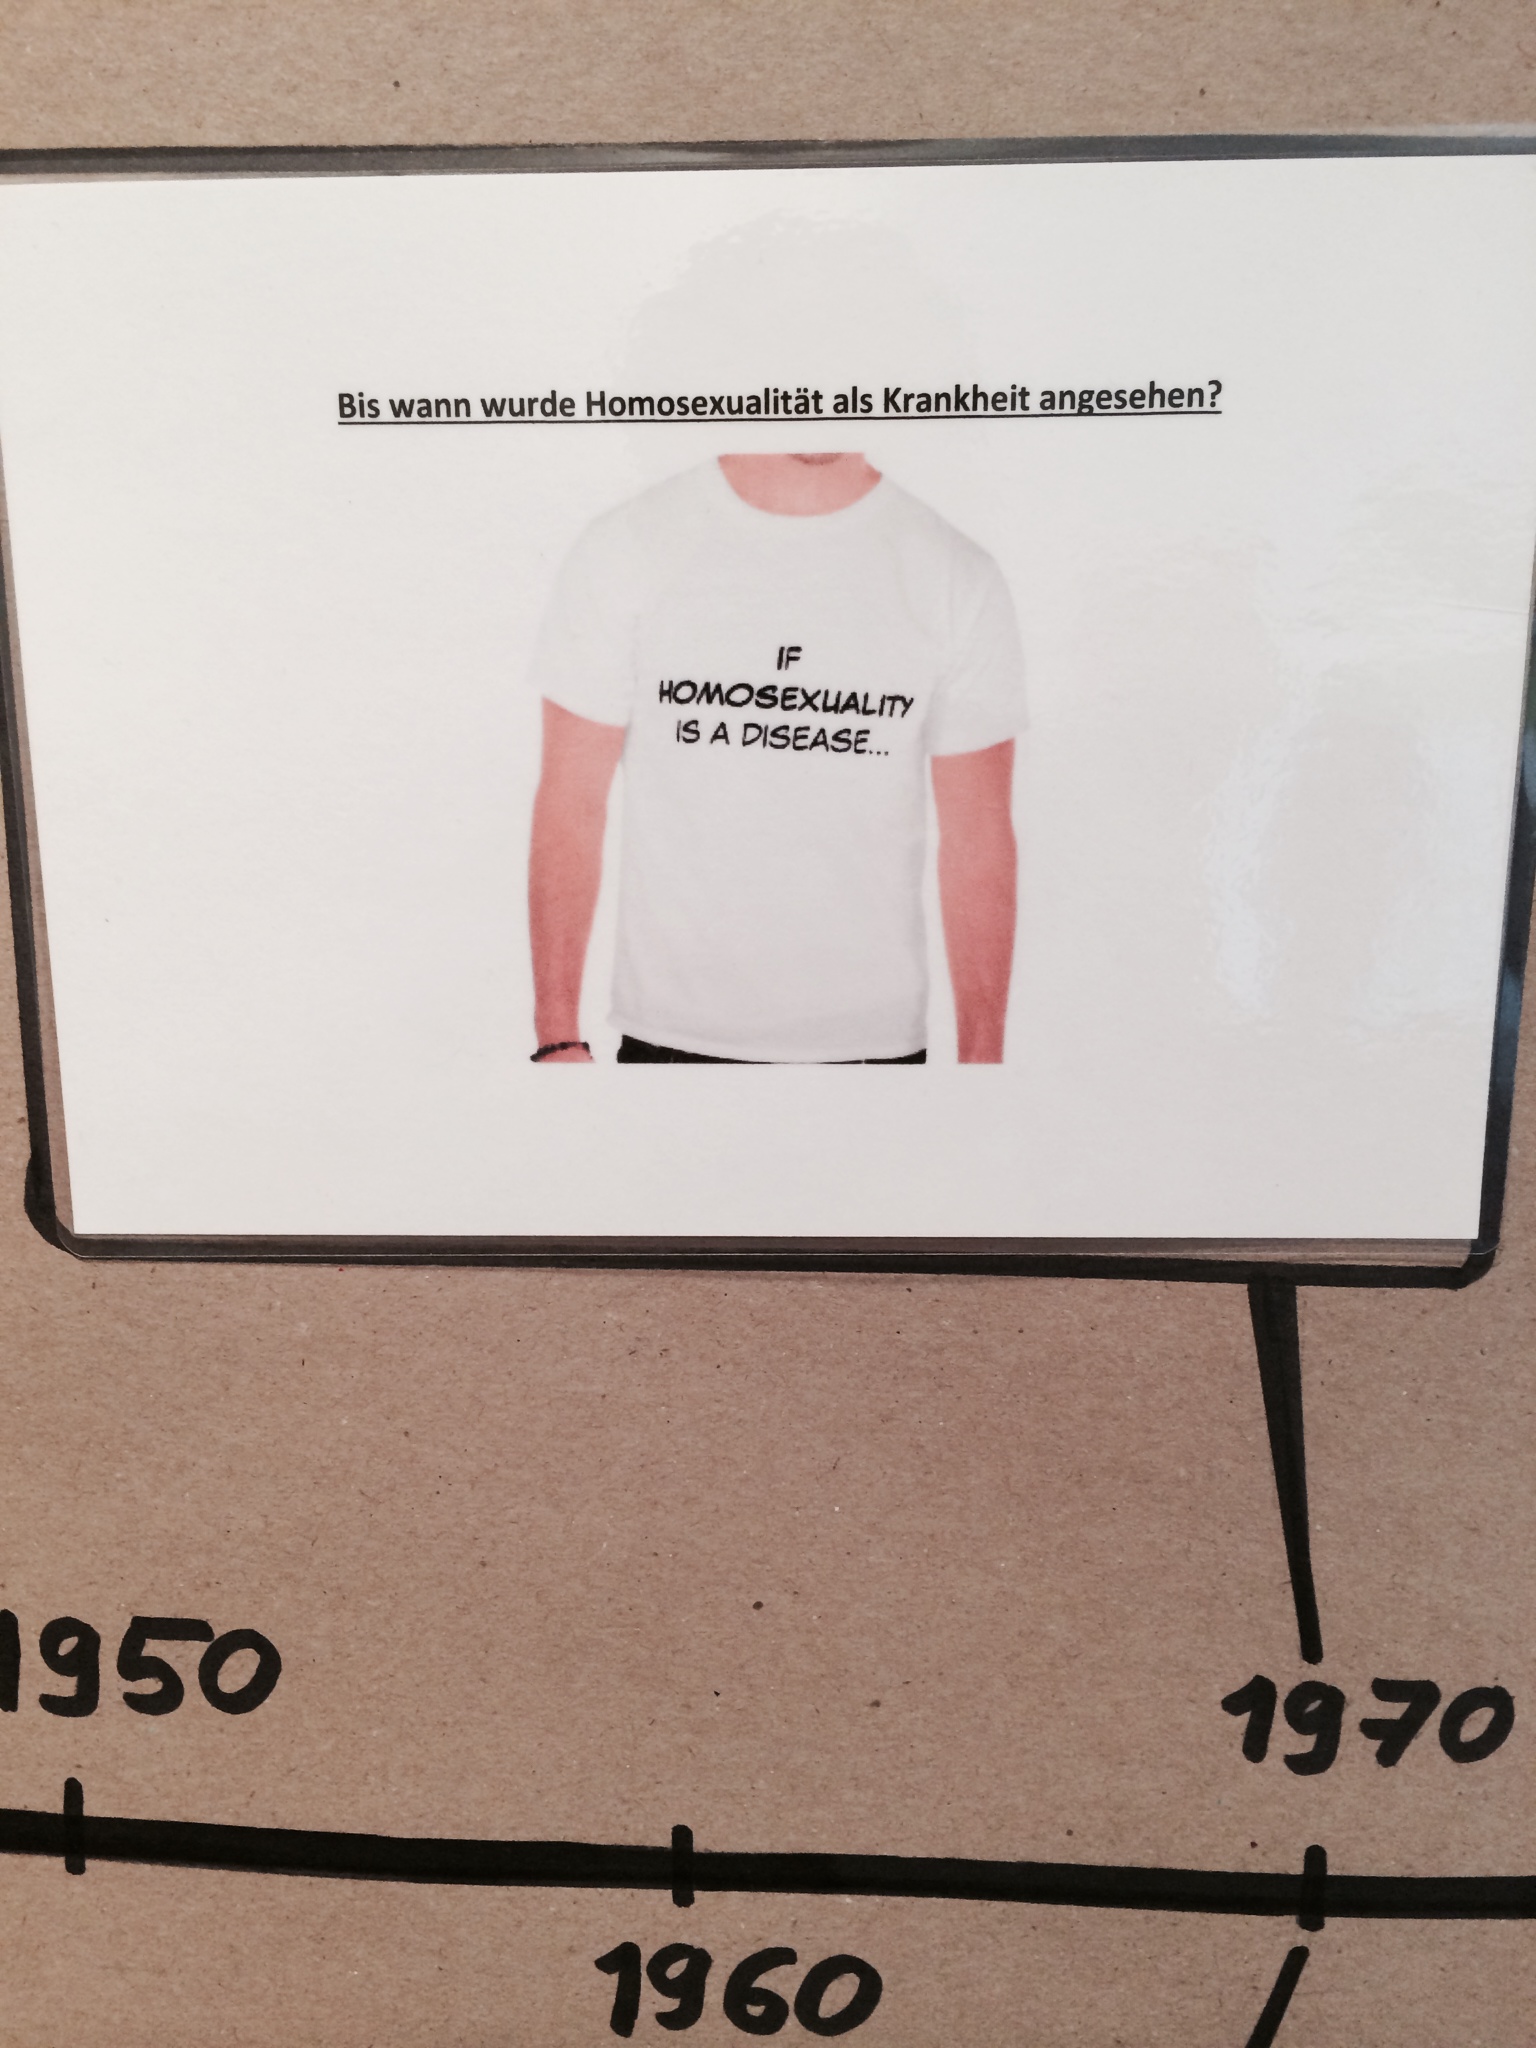 Bis wann wurde Homosexualität als Krankheit angesehen?
IF
HOMOSEXUALITY
IS A DISEASE...
1950
1970
1960